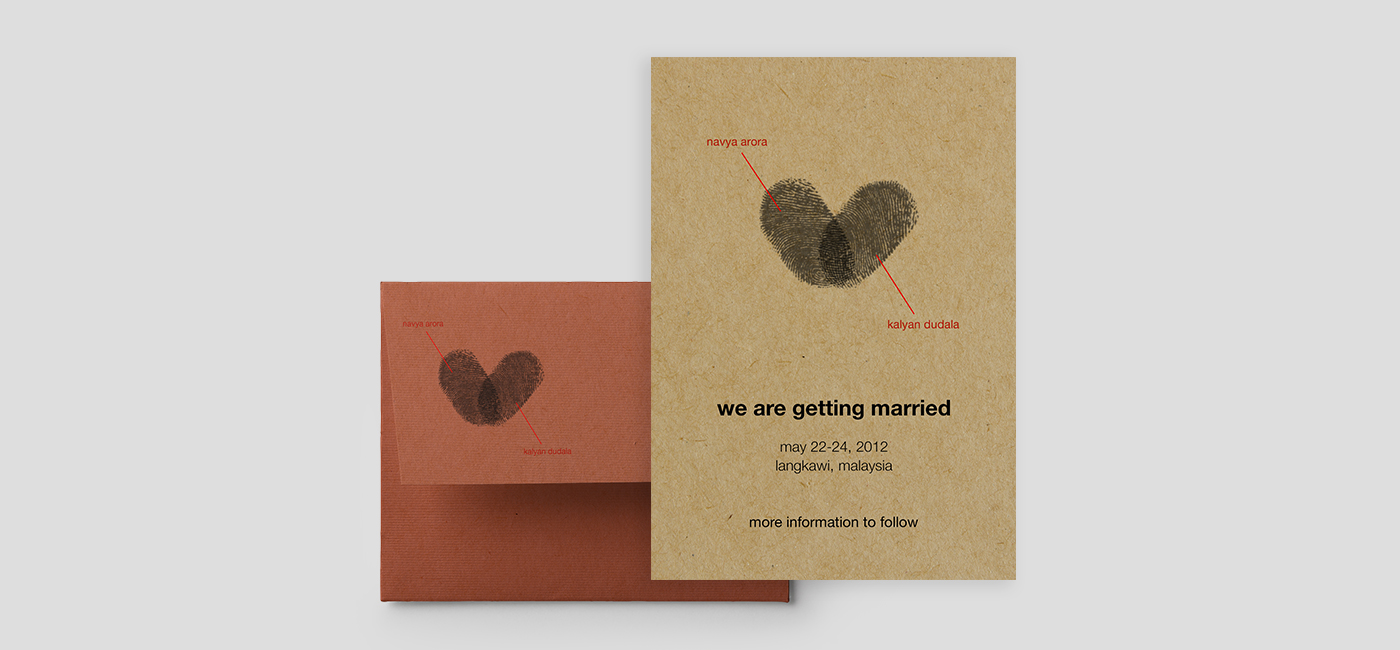 navya arora
kalyan dudala
we are getting married
may 22-24, 2012
langkawi, malaysia
more information to follow
navya arora
kalyan dudala